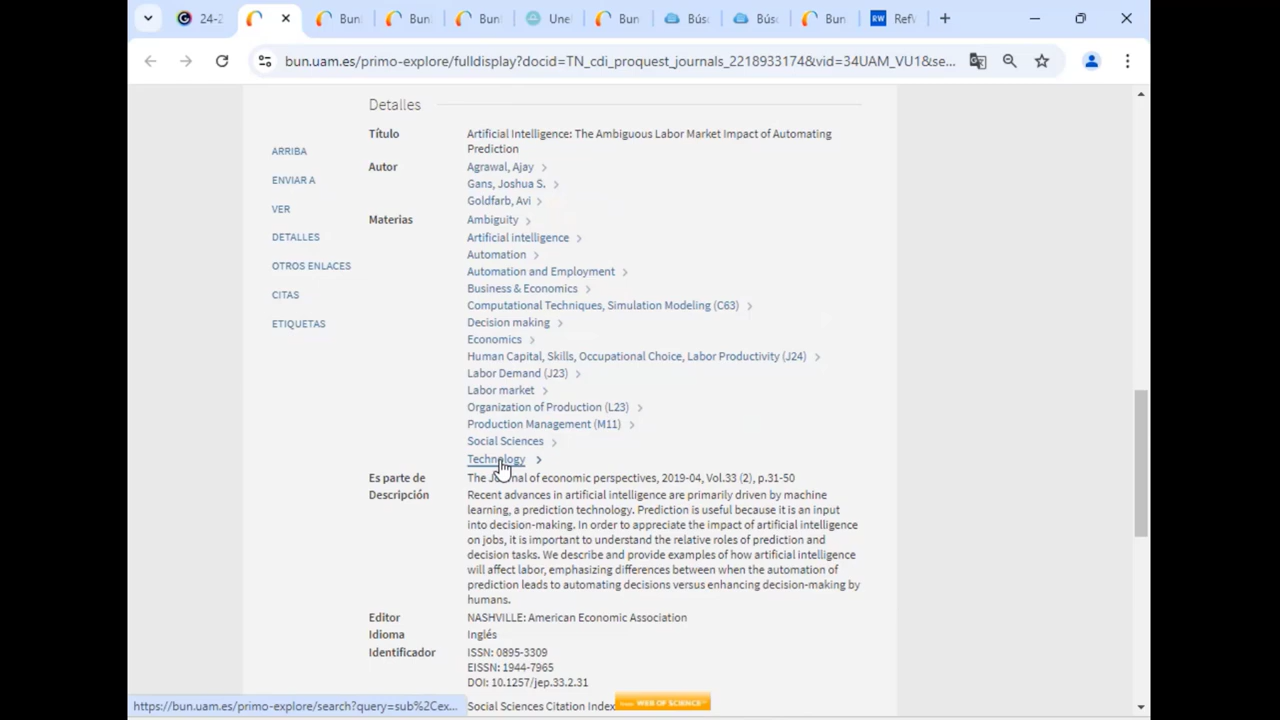 24-2
Bun
Bun
Bun
Une
Bun
Bús
Bús
Bun
RW RefV
bun.uam.es/primo-explore/fulldisplay?docid=TN_cdi_proquest_journals_2218933174&vid=34UAM_VU1&se...
Detalles
ARRIBA
ENVIAR A
VER
DETALLES
OTROS ENLACES
CITAS
ETIQUETAS
Título Artificial Intelligence: The Ambiguous Labor Market Impact of Automating
Prediction
Autor Agrawal, Ajay
Gans, Joshua S.
Goldfarb, Avi
Materias Ambiguity
Artificial intelligence
Automation
Automation and Employment
Business & Economics
Computational Techniques, Simulation Modeling (C63)
Decision making
Economics
Human Capital, Skills, Occupational Choice, Labor Productivity (J24)
Labor Demand (J23)
Labor market
Organization of Production (L23)
Production Management (M11)
Social Sciences
Technology
Es parte de The Journal of economic perspectives, 2019-04, Vol.33 (2), p.31-50
Descripción Recent advances in artificial intelligence are primarily driven by machine
learning, a prediction technology. Prediction is useful because it is an input
into decision-making. In order to appreciate the impact of artificial intelligence
on jobs, it is important to understand the relative roles of prediction and
decision tasks. We describe and provide examples of how artificial intelligence
will affect labor, emphasizing differences between when the automation of
prediction leads to automating decisions versus enhancing decision-making by
humans.
Editor NASHVILLE: American Economic Association
Idioma Inglés
Identificador ISSN: 0895-3309
EISSN: 1944-7965
DOI: 10.1257/jep.33.2.31
https://bun.uam.es/primo-explore/search?query=sub%2Cex...
Social Sciences Citation Index
WEB OF SCIENCE